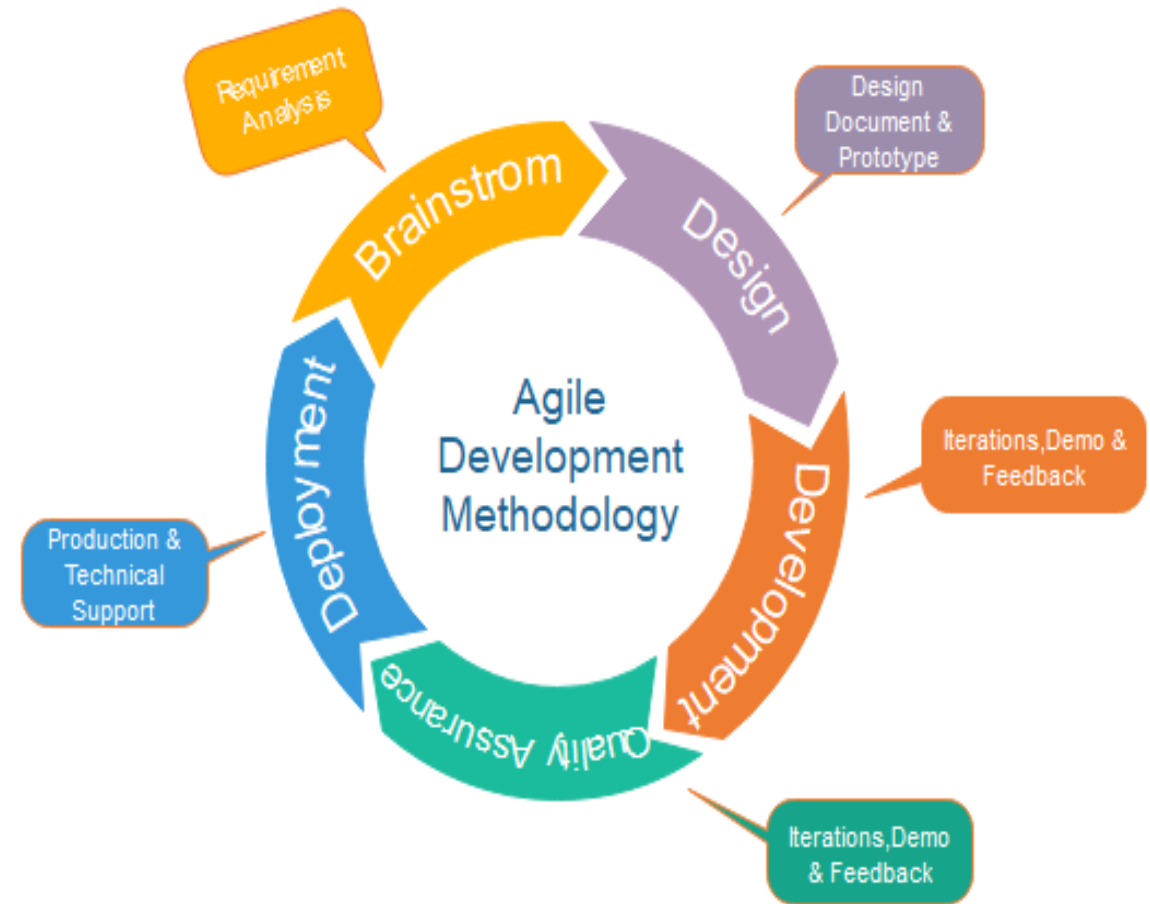 Requirement
Analysis
Brainstrom
Design
Document &
Prototype
Design
Iterations,Demo &
Feedback
Development
Agile
Development
Methodology
Deployment
Production &
Technical
Support
Quality Assurance
Iterations,Demo
& Feedback